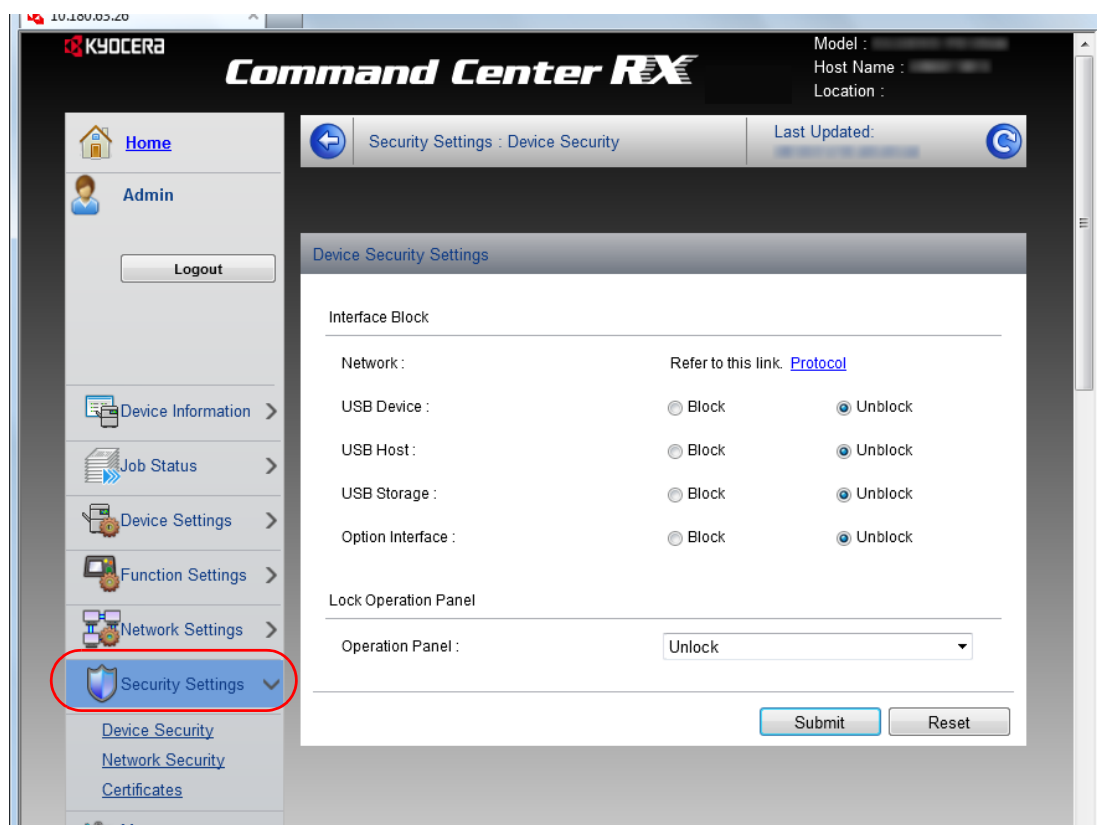 10.180.63.26
KYOCERA
Command Center RX
Model :
Host Name :
Location :
Home
Security Settings : Device Security
Last Updated:
Admin
Logout
Device Security Settings
Interface Block
Network :
Refer to this link. Protocol
USB Device :
Block
Unblock
USB Host :
Block
Unblock
USB Storage :
Block
Unblock
Option Interface :
Block
Unblock
Lock Operation Panel
Operation Panel :
Unlock
Submit
Reset
Device Information
Job Status
Device Settings
Function Settings
Network Settings
Security Settings
Device Security
Network Security
Certificates